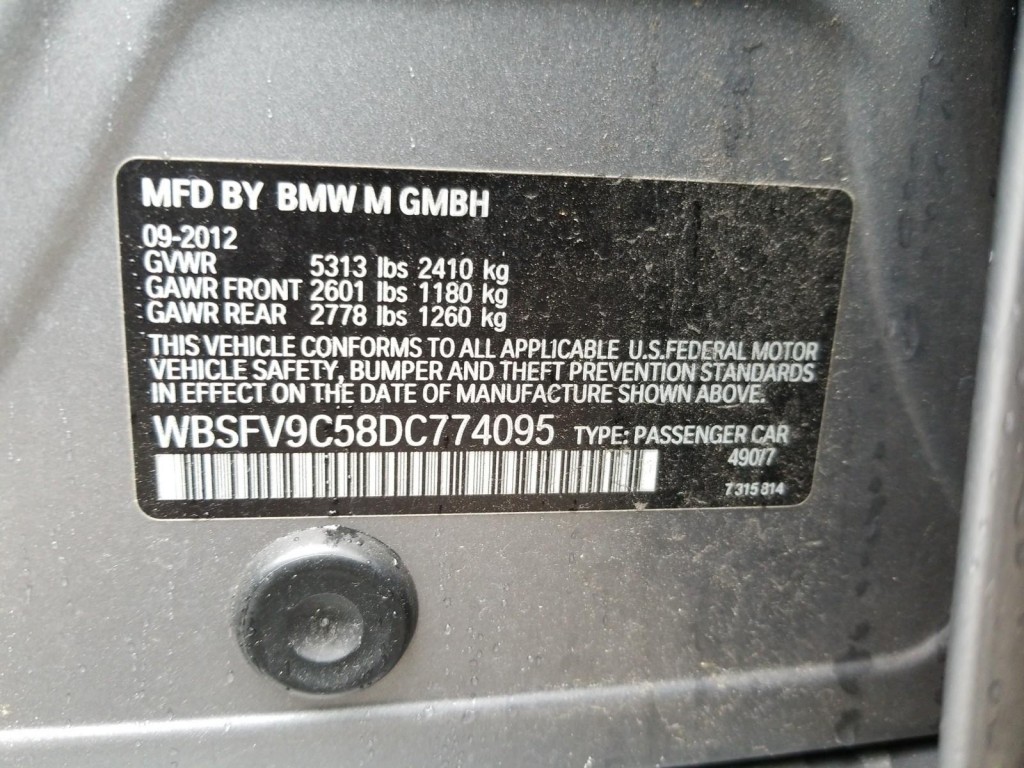 MFD BY BMW M GMBH
09-2012
GVWR 5313 lbs 2410 kg
GAWR FRONT 2601 lbs 1180 kg
GAWR REAR 2778 lbs 1260 kg
THIS VEHICLE CONFORMS TO ALL APPLICABLE U.S.FEDERAL MOTOR
VEHICLE SAFETY, BUMPER AND THEFT PREVENTION STANDARDS
IN EFFECT ON THE DATE OF MANUFACTURE SHOWN ABOVE.
WBSFV9C58DC774095 TYPE: PASSENGER CAR
490/7
7 315 814